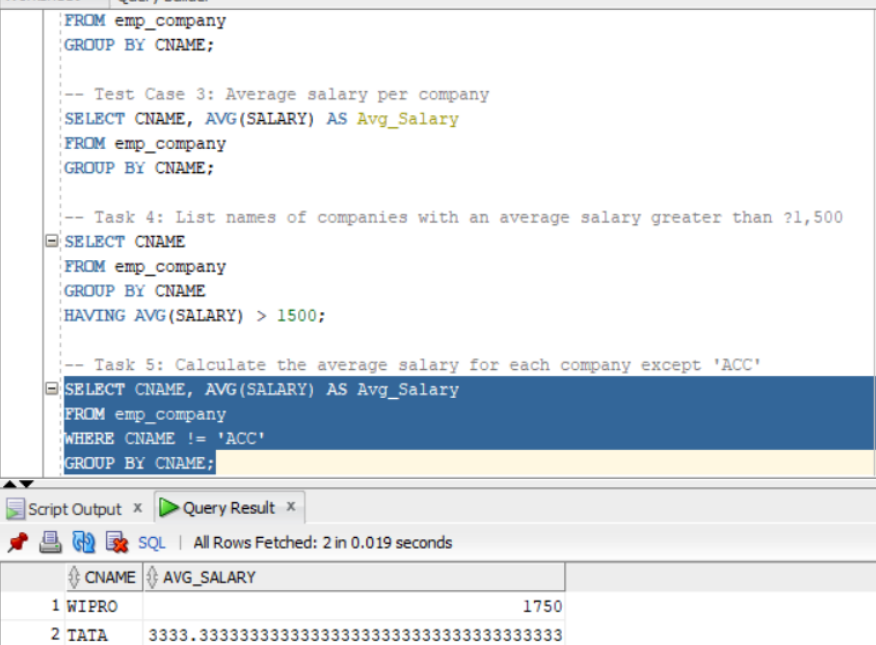 FROM emp_company
GROUP BY CNAME;
-- Test Case 3: Average salary per company
SELECT CNAME, AVG(SALARY) AS Avg_Salary
FROM emp_company
GROUP BY CNAME;
-- Task 4: List names of companies with an average salary greater than ?1,500
SELECT CNAME
FROM emp_company
GROUP BY CNAME
HAVING AVG(SALARY) > 1500;
-- Task 5: Calculate the average salary for each company except 'ACC'
SELECT CNAME, AVG(SALARY) AS Avg_Salary
FROM emp_company
WHERE CNAME != 'ACC'
GROUP BY CNAME;
Script Output x Query Result x
SQL | All Rows Fetched: 2 in 0.019 seconds
CNAME AVG_SALARY
1 WIPRO 1750
2 TATA 3333.333333333333333333333333333333333333